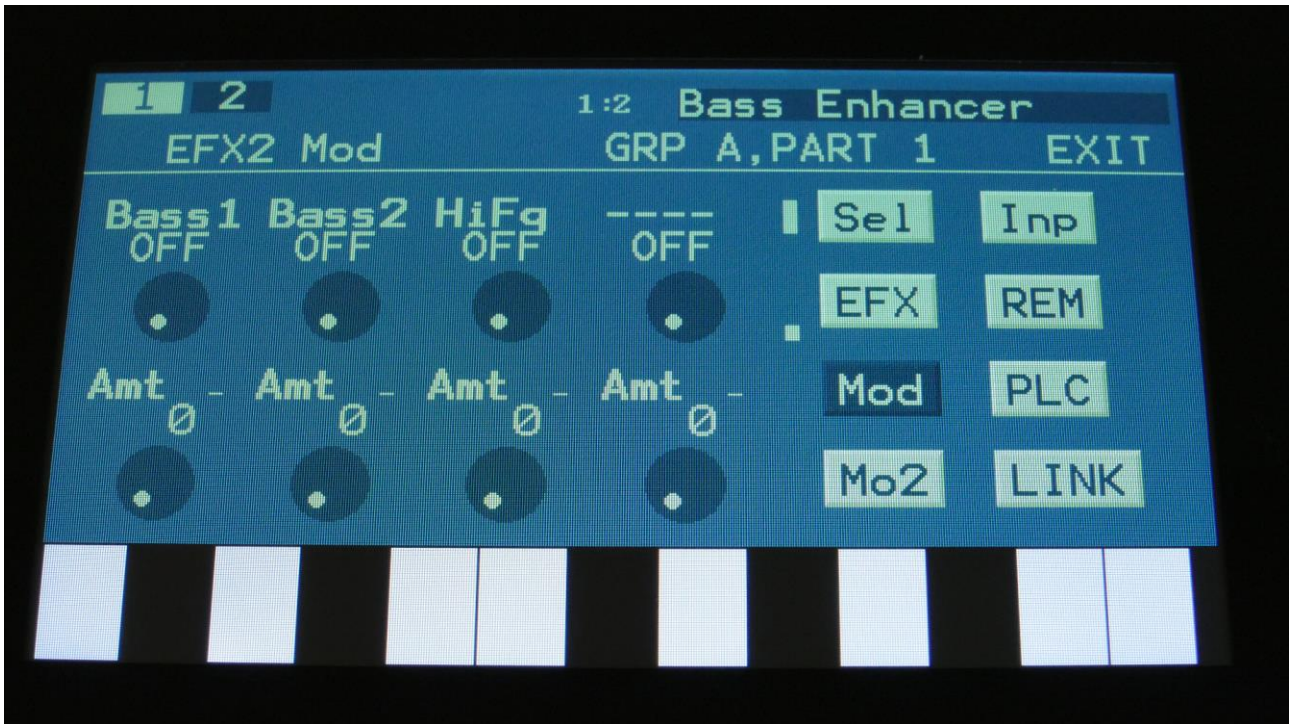 1 2 1:2 Bass Enhancer
EFX2 Mod GRP A,PART 1 EXIT
Bass1 Bass2 HiFg ---- Sel Inp
OFF OFF OFF OFF
EFX REM
Amt - Amt - Amt - Amt - Mod PLC
0 0 0 0
Mo2 LINK